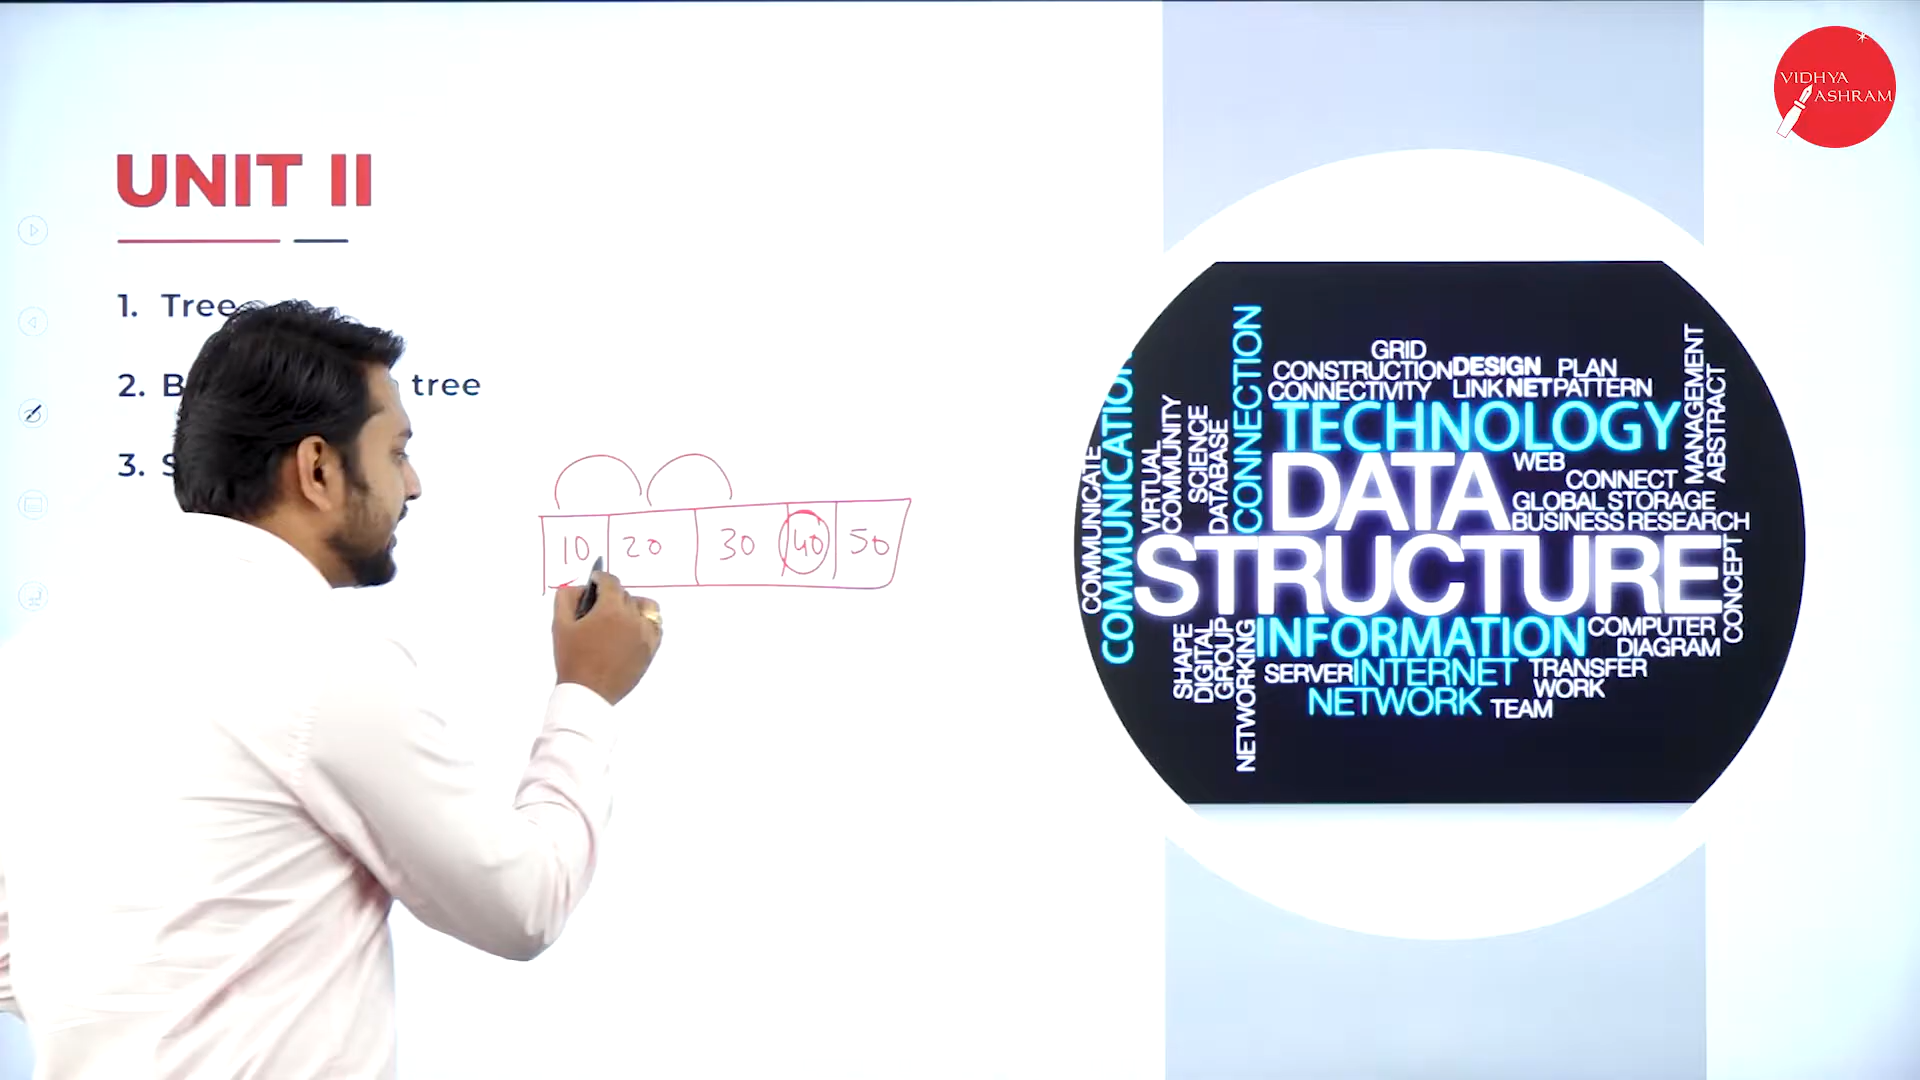 VIDHYA
ASHRAM
UNIT II
1. Tree
2. B tree
3. S
10 20 30 40 50
GRID
CONSTRUCTION DESIGN PLAN
CONNECTIVITY LINK NET PATTERN
TECHNOLOGY
DATA
WEB
CONNECT
GLOBAL STORAGE
BUSINESS RESEARCH
STRUCTURE
INFORMATION
COMPUTER
DIAGRAM
SERVER INTERNET TRANSFER
WORK
NETWORK TEAM
COMMUNICATE
COMMUNICATION
VIRTUAL
COMMUNITY
SCIENCE
DATABASE
CONNECTION
MANAGEMENT
ABSTRACT
CONCEPT
SHAPE
DIGITAL
GROUP
NETWORKING